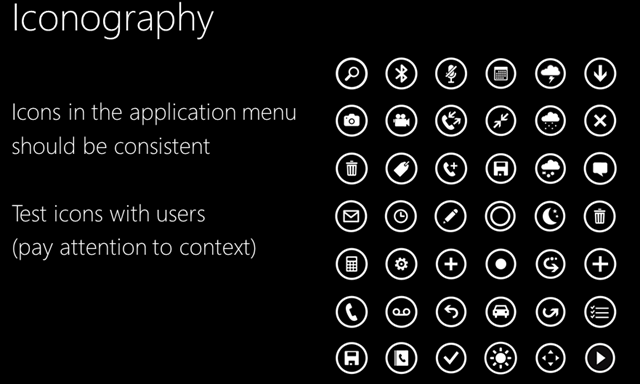 Iconography
Icons in the application menu
should be consistent
Test icons with users
(pay attention to context)